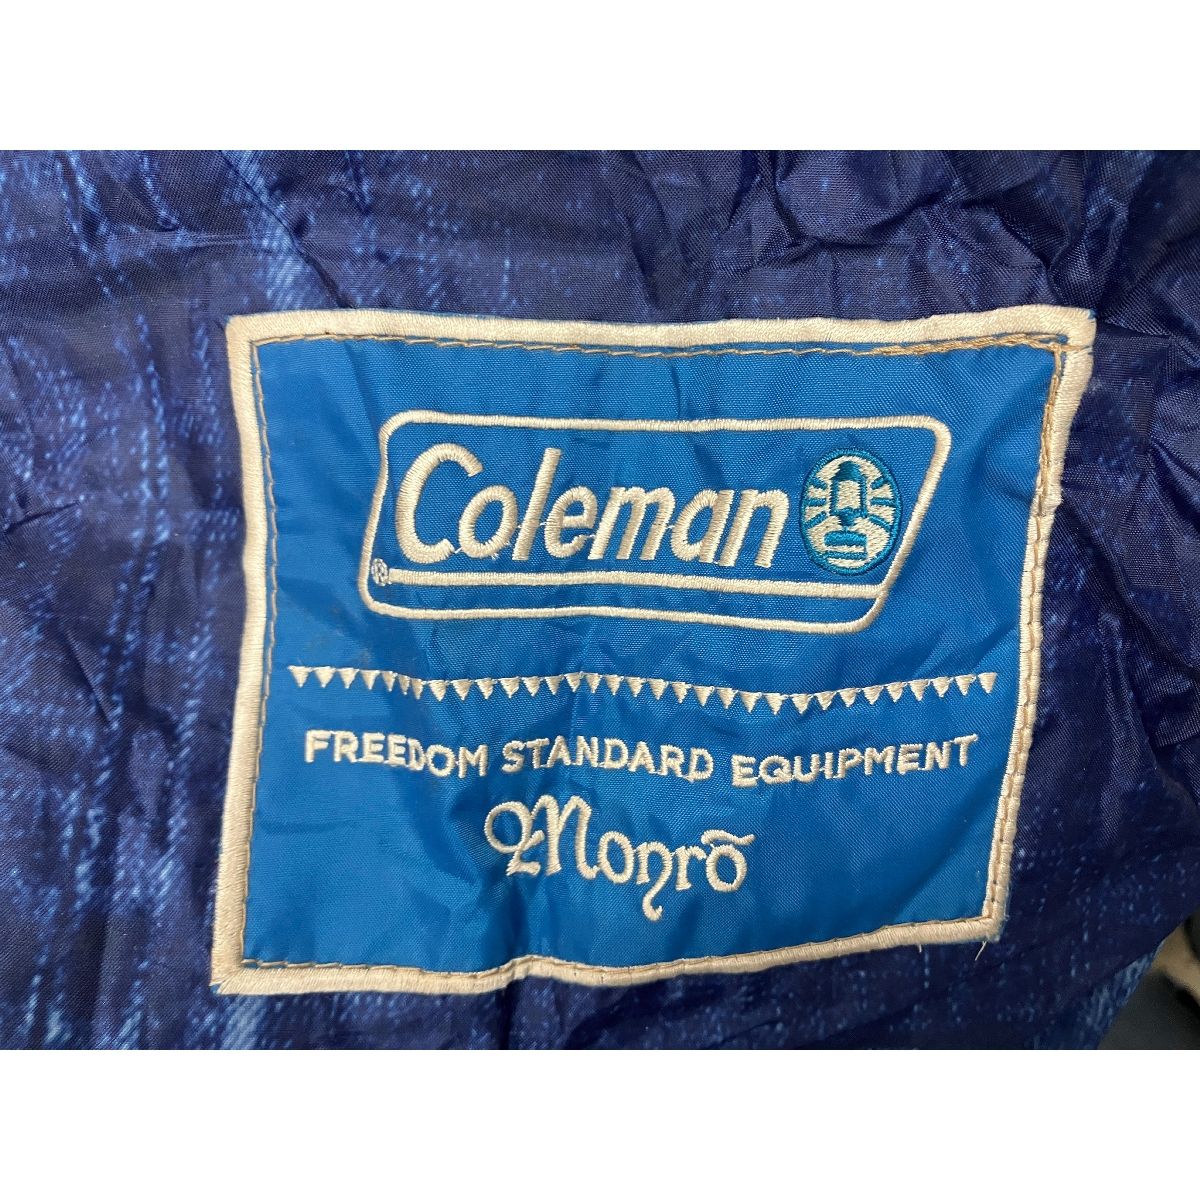 Coleman
®
FREEDOM STANDARD EQUIPMENT
Monrō